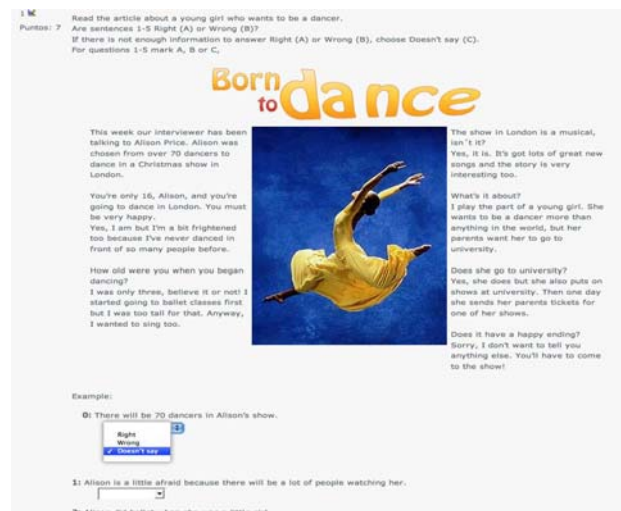 1
Puntos: 7
Read the article about a young girl who wants to be a dancer.
Are sentences 1-5 Right (A) or Wrong (B)?
If there is not enough information to answer Right (A) or Wrong (B), choose Doesn't say (C).
For questions 1-5 mark A, B or C,
Born
to dance
This week our interviewer has been
talking to Alison Price. Alison was
chosen from over 70 dancers to
dance in a Christmas show in
London.
You're only 16, Alison, and you're
going to dance in London. You must
be very happy.
Yes, I am but I'm a bit frightened
too because I've never danced in
front of so many people before.
How old were you when you began
dancing?
I was only three, believe it or not! I
started going to ballet classes first
but I was too tall for that. Anyway,
I wanted to sing too.
The show in London is a musical,
isn´t it?
Yes, it is. It's got lots of great new
songs and the story is very
interesting too.
What's it about?
I play the part of a young girl. She
wants to be a dancer more than
anything in the world, but her
parents want her to go to
university.
Does she go to university?
Yes, she does but she also puts on
shows at university. Then one day
she sends her parents tickets for
one of her shows.
Does it have a happy ending?
Sorry, I don't want to tell you
anything else. You'll have to come
to the show!
Example:
0: There will be 70 dancers in Alison's show.
Right
Wrong
✓ Doesn't say
1: Alison is a little afraid because there will be a lot of people watching her.